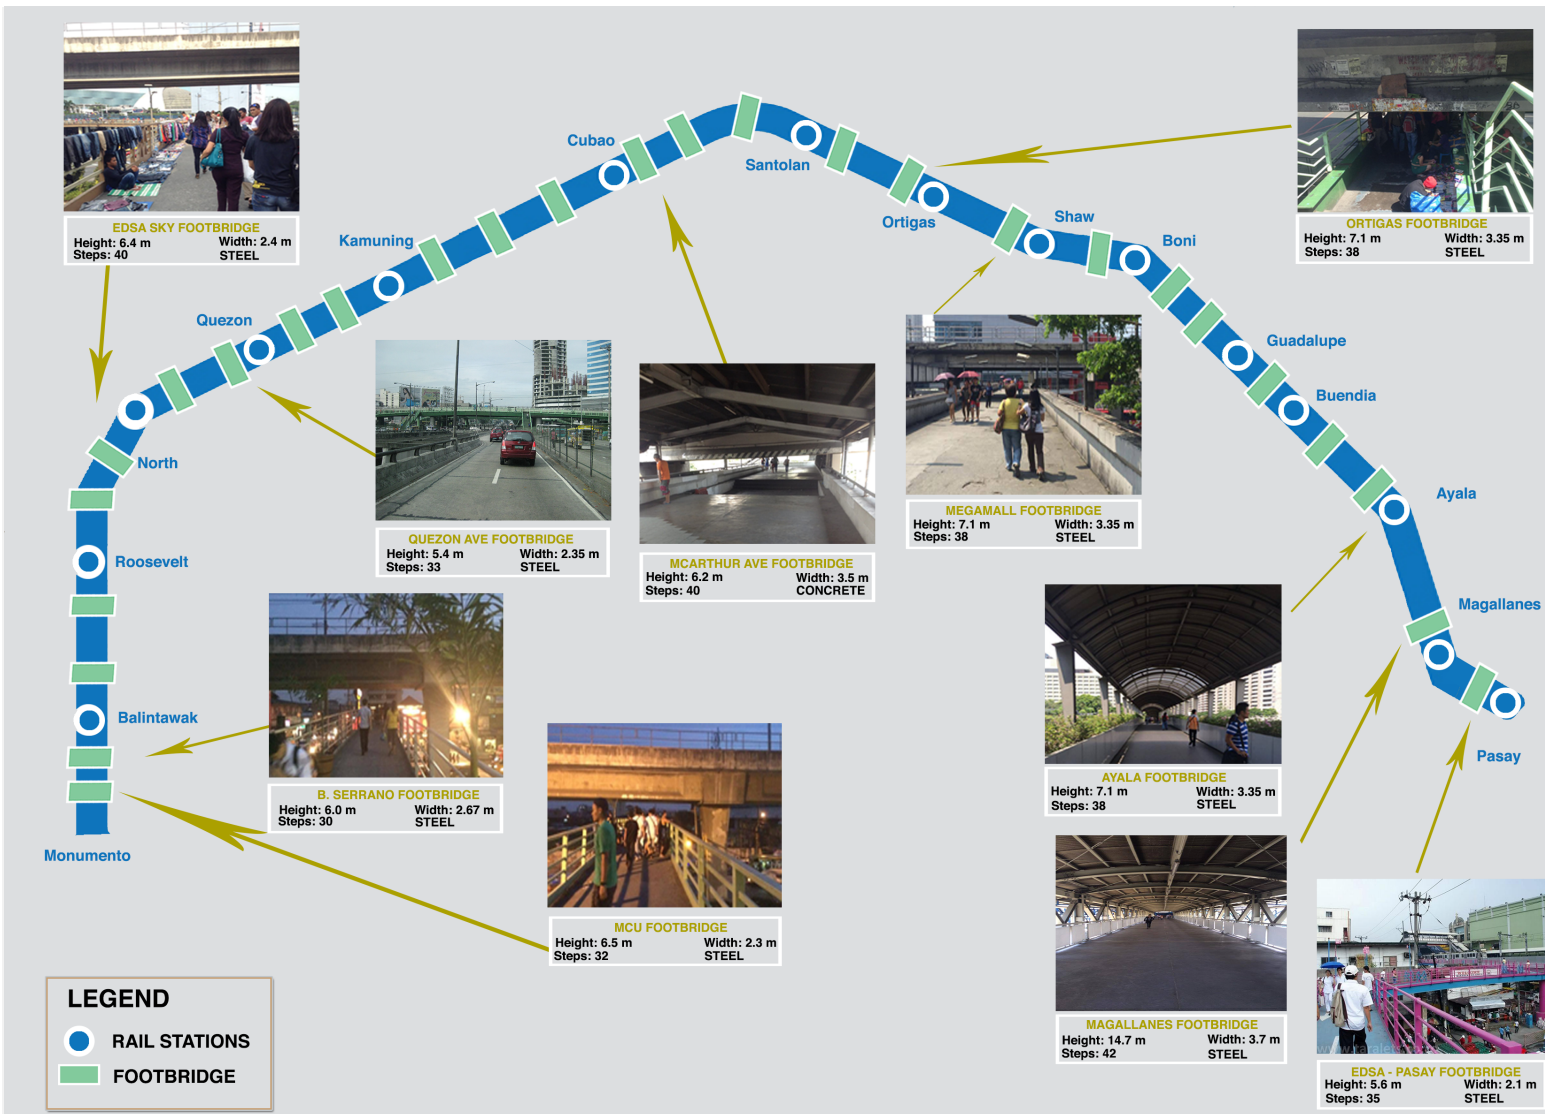 EDSA SKY FOOTBRIDGE
Height: 6.4 m Width: 2.4 m
Steps: 40 STEEL
ORTIGAS FOOTBRIDGE
Height: 7.1 m Width: 3.35 m
Steps: 38 STEEL
Cubao
Santolan
Ortigas
Shaw
Boni
Kamuning
Quezon
Guadalupe
Buendia
North
Ayala
Roosevelt
Magallanes
Balintawak
Pasay
Monumento
QUEZON AVE FOOTBRIDGE
Height: 5.4 m Width: 2.35 m
Steps: 33 STEEL
MCARTHUR AVE FOOTBRIDGE
Height: 6.2 m Width: 3.5 m
Steps: 40 CONCRETE
MEGAMALL FOOTBRIDGE
Height: 7.1 m Width: 3.35 m
Steps: 38 STEEL
B. SERRANO FOOTBRIDGE
Height: 6.0 m Width: 2.67 m
Steps: 30 STEEL
MCU FOOTBRIDGE
Height: 6.5 m Width: 2.3 m
Steps: 32 STEEL
AYALA FOOTBRIDGE
Height: 7.1 m Width: 3.35 m
Steps: 38 STEEL
MAGALLANES FOOTBRIDGE
Height: 14.7 m Width: 3.7 m
Steps: 42 STEEL
EDSA - PASAY FOOTBRIDGE
Height: 5.6 m Width: 2.1 m
Steps: 35 STEEL
LEGEND
RAIL STATIONS
FOOTBRIDGE